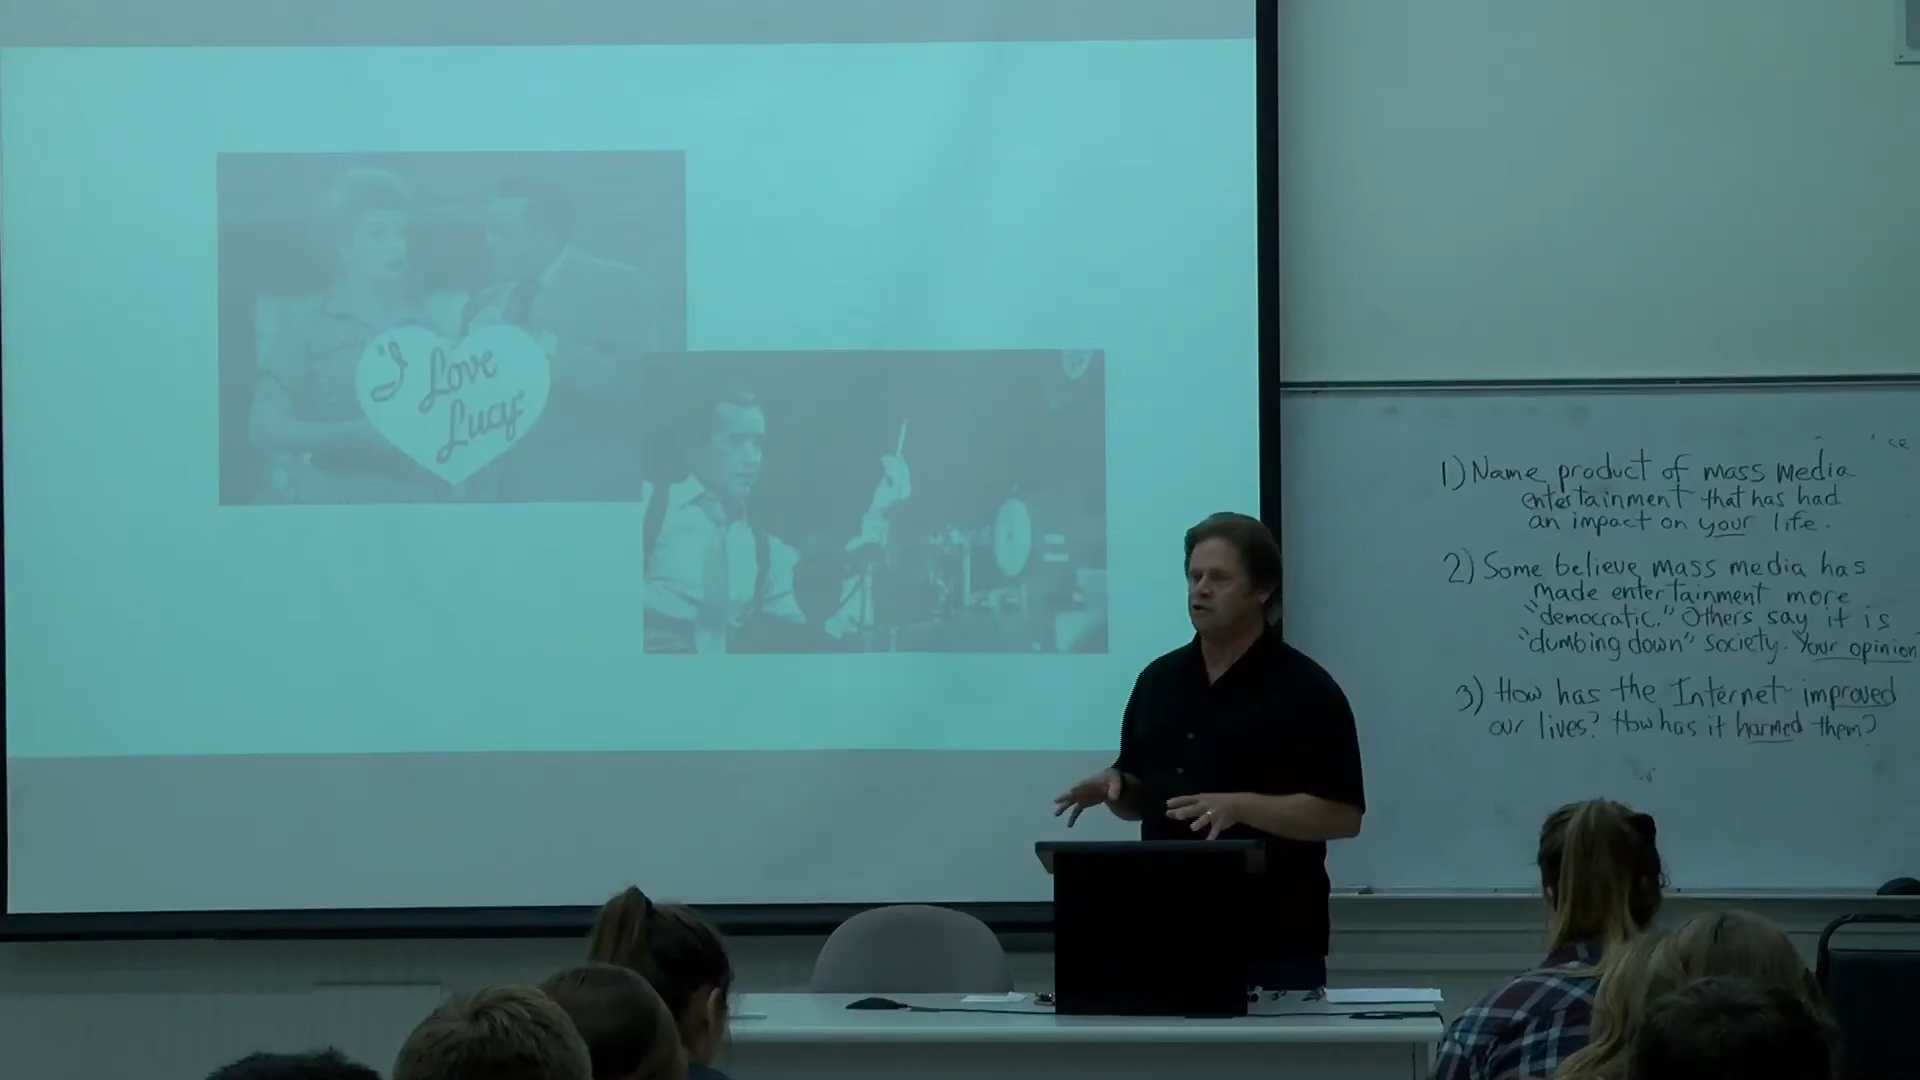 I Love
Lucy
1) Name product of mass media
entertainment that has had
an impact on your life.
2) Some believe mass media has
made entertainment more
"democratic." Others say it is
"dumbing down" society. Your opinion
3) How has the Internet improved
our lives? How has it harmed them?